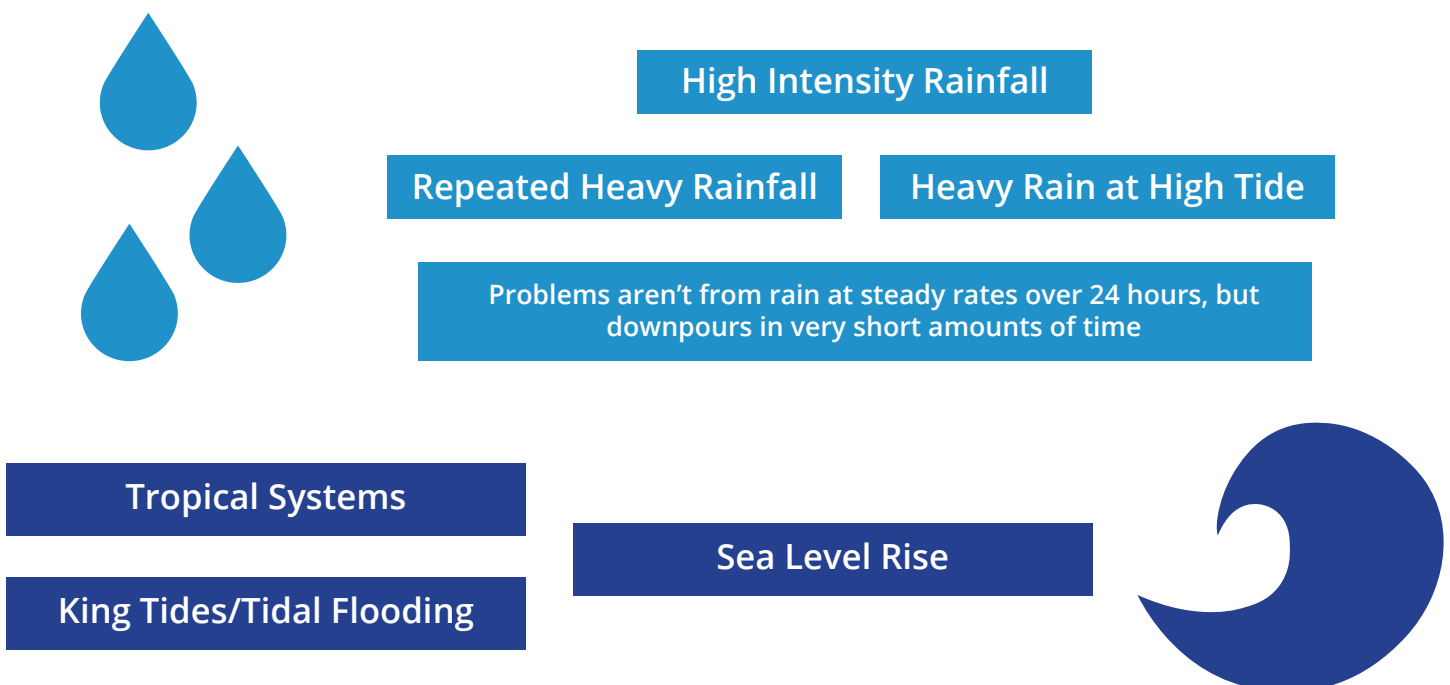 High Intensity Rainfall
Repeated Heavy Rainfall
Heavy Rain at High Tide
Problems aren’t from rain at steady rates over 24 hours, but
downpours in very short amounts of time
Tropical Systems
Sea Level Rise
King Tides/Tidal Flooding